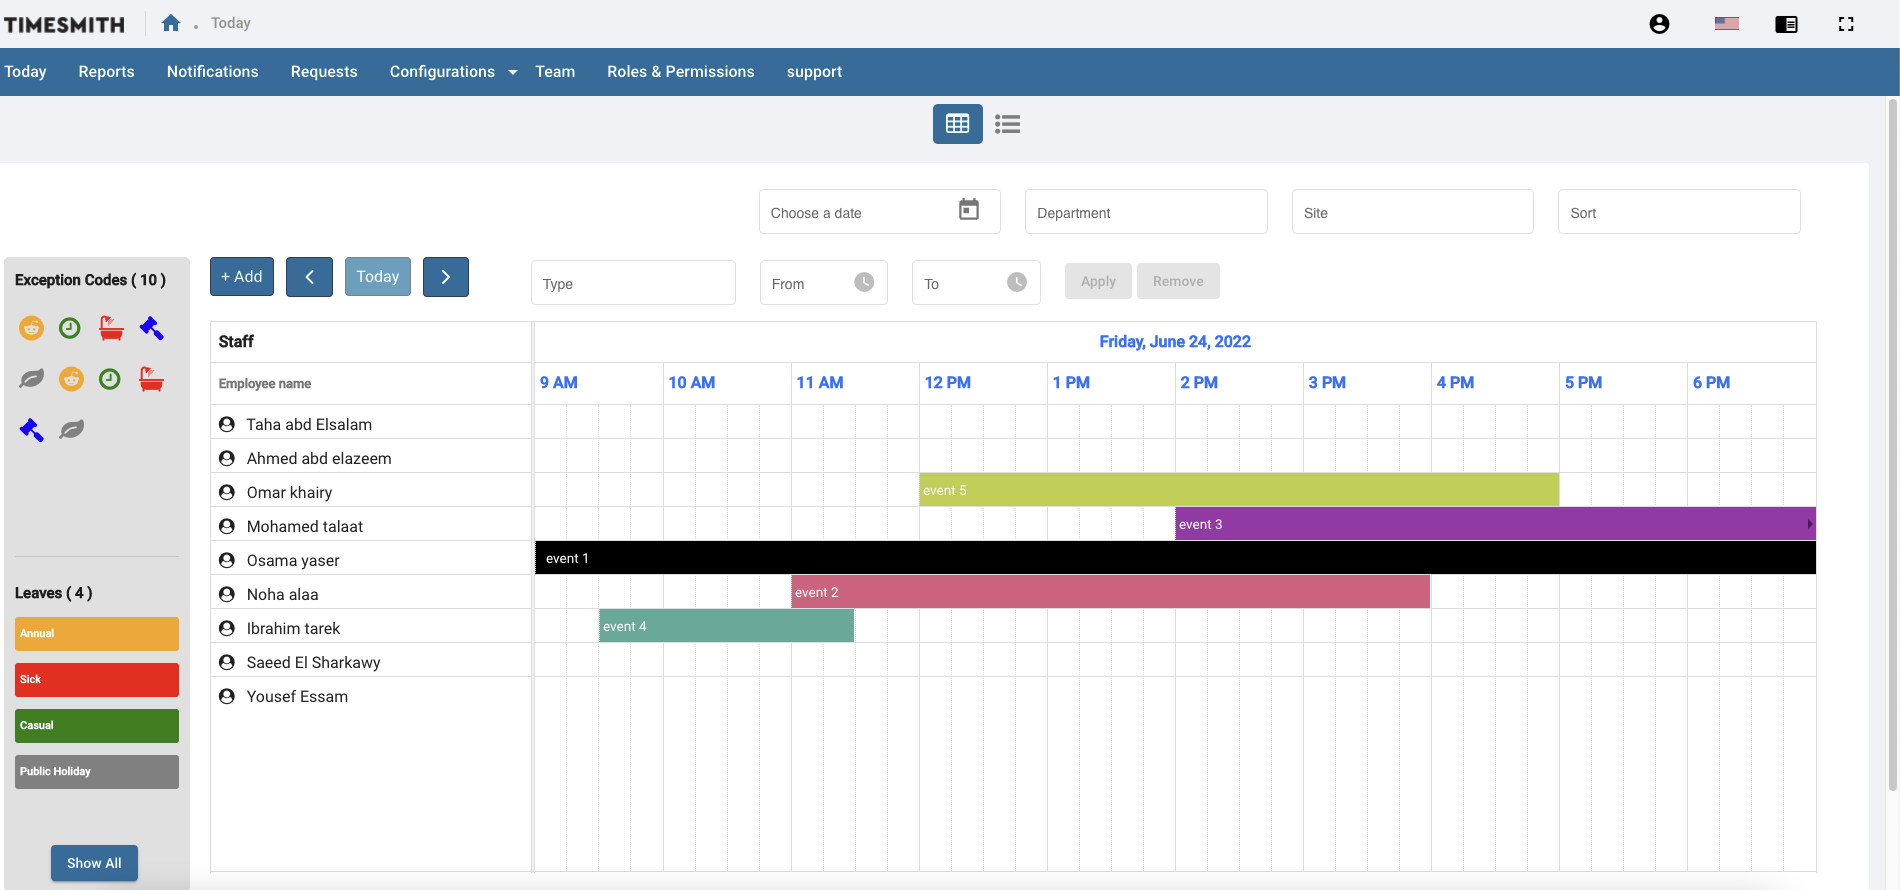 TIMESMITH
Today
Today Reports Notifications Requests Configurations Team Roles & Permissions support
Choose a date Department Site Sort
Exception Codes ( 10 )
+ Add Today Type From To Apply Remove
Staff Friday, June 24, 2022
Employee name 9 AM 10 AM 11 AM 12 PM 1 PM 2 PM 3 PM 4 PM 5 PM 6 PM
Taha abd Elsalam
Ahmed abd elazeem
Omar khairy event 5
Mohamed talaat event 3
Osama yaser event 1
Noha alaa event 2
Ibrahim tarek event 4
Saeed El Sharkawy
Yousef Essam
Leaves ( 4 )
Annual
Sick
Casual
Public Holiday
Show All